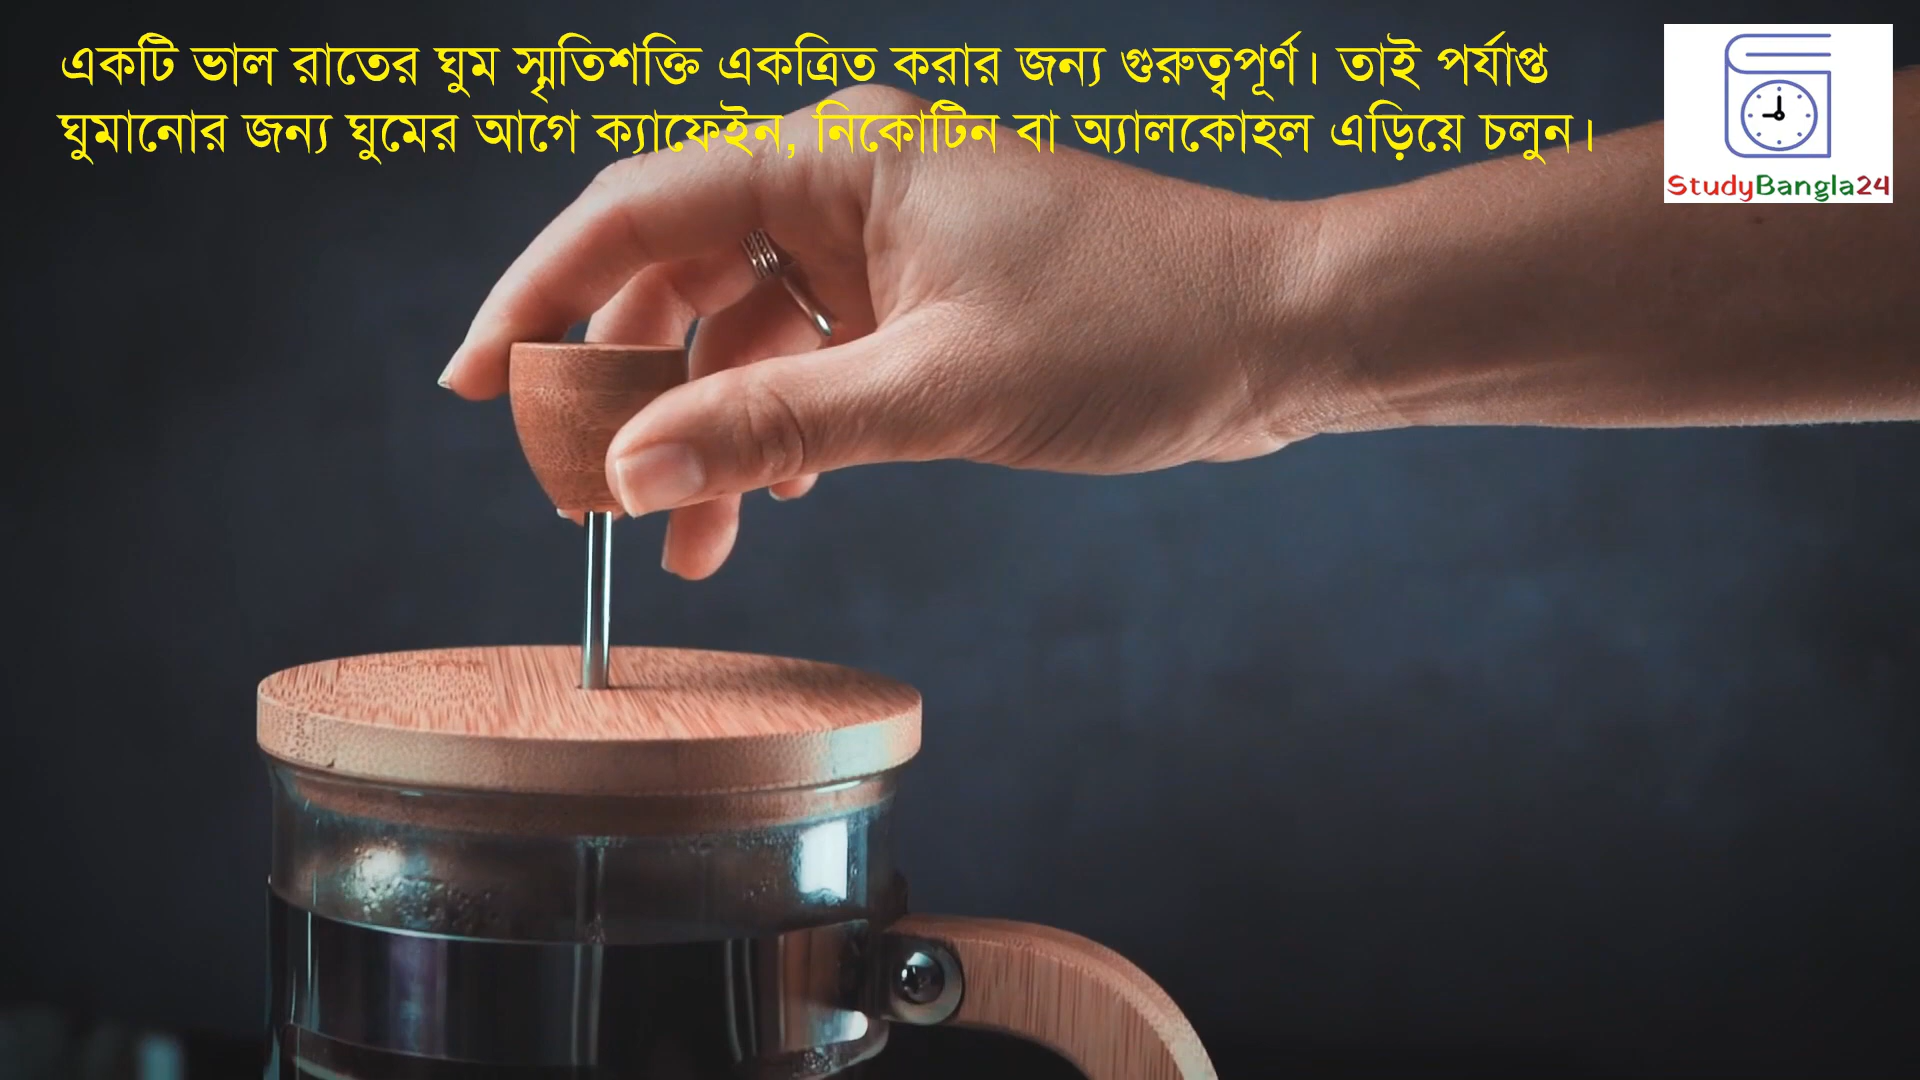 একটি ভাল রাতের ঘুম স্মৃতিশক্তি একত্রিত করার জন্য গুরুত্বপূর্ণ। তাই পর্যাপ্ত
ঘুমানোর জন্য ঘুমের আগে ক্যাফেইন, নিকোটিন বা অ্যালকোহল এড়িয়ে চলুন।
StudyBangla24